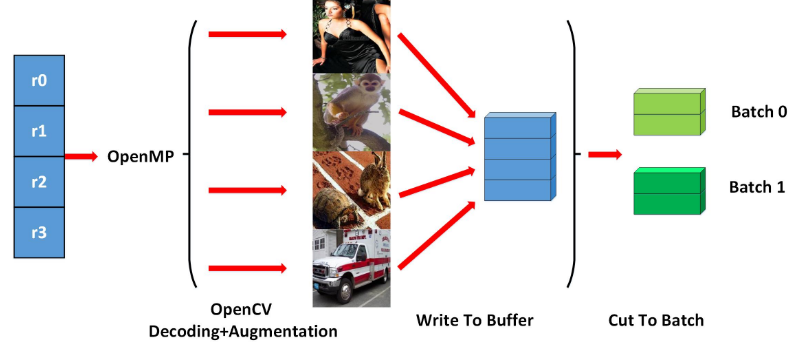 r0
r1
r2
r3
OpenMP
OpenCV
Decoding+Augmentation
Write To Buffer
Cut To Batch
Batch 0
Batch 1